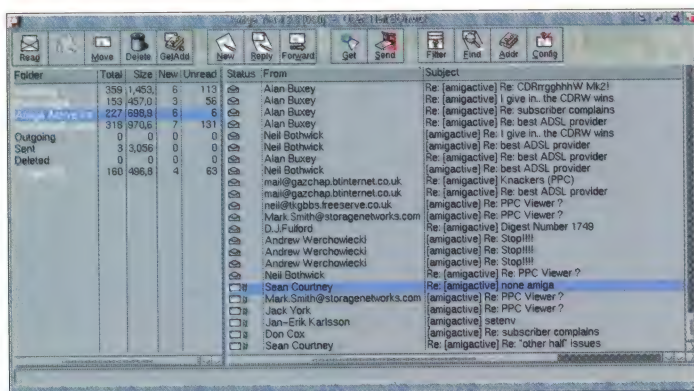 Read Move Delete GetAdd New Reply Forward Get Send Filter Find Addr Config
Folder Total Size New Unread Status From Subject
359 1,453, 6 113 Alan Buxey Re: CDRrrgghhhW Mk2!
153 457,0 3 56 Alan Buxey [amigactive] Re: I give in.. the CDRW wins
227 698,9 6 6 Alan Buxey [amigactive] Re: subscriber complains
318 970,6 7 131 Alan Buxey [amigactive] Re: best ADSL provider
Outgoing 0 0 0 0 Neil Bothwick [amigactive] Re: I give in.. the CDRW wins
Sent 3 3,056 0 0 Alan Buxey [amigactive] Re: best ADSL provider
Deleted 0 0 0 0 Alan Buxey [amigactive] Re: best ADSL provider
160 496,8 4 63 Neil Bothwick [amigactive] Re: best ADSL provider
mail@gazchap.btinternet.co.uk [amigactive] Knackers (PPC)
mail@gazchap.btinternet.co.uk [amigactive] Re: best ADSL provider
neil@tkgbbs.freeserve.co.uk Re: [amigactive] Re: PPC Viewer ?
Mark.Smith@storagenetworks.com [amigactive] Re: PPC Viewer ?
D.J.Fulford Re: [amigactive] Digest Number 1749
Andrew Werchowiecki [amigactive] Re: Stop!!!!
Andrew Werchowiecki [amigactive] Re: Stop!!!!
Andrew Werchowiecki [amigactive] Re: Stop!!!!
Neil Bothwick Re: [amigactive] Re: PPC Viewer ?
Sean Courtney Re: [amigactive] none amiga
Mark.Smith@storagenetworks.com [amigactive] Re: PPC Viewer ?
Jack York [amigactive] Re: PPC Viewer ?
Jan-Erik Karlsson [amigactive] setenv
Don Cox [amigactive] Re: subscriber complains
Sean Courtney Re: [amigactive] Re: "other half" issues